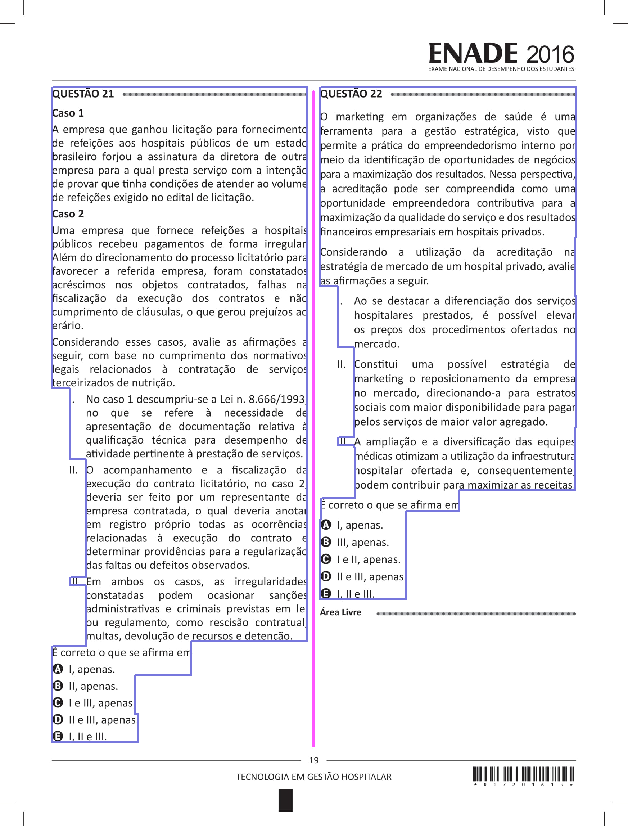 ENADE 2016
EXAME NACIONAL DE DESEMPENHO DOS ESTUDANTES
QUESTÃO 21
Caso 1
A empresa que ganhou licitação para fornecimento
de refeições aos hospitais públicos de um estado
brasileiro forjou a assinatura da diretora de outra
empresa para a qual presta serviço com a intenção
de provar que tinha condições de atender ao volume
de refeições exigido no edital de licitação.
Caso 2
Uma empresa que fornece refeições a hospitais
públicos recebeu pagamentos de forma irregular.
Além do direcionamento do processo licitatório para
favorecer a referida empresa, foram constatados
acréscimos nos objetos contratados, falhas na
fiscalização da execução dos contratos e não
cumprimento de cláusulas, o que gerou prejuízos ao
erário.
Considerando esses casos, avalie as afirmações a
seguir, com base no cumprimento dos normativos
legais relacionados à contratação de serviços
terceirizados de nutrição.
I. No caso 1 descumpriu-se a Lei n. 8.666/1993,
no que se refere à necessidade de
apresentação de documentação relativa à
qualificação técnica para desempenho de
atividade pertinente à prestação de serviços.
II. O acompanhamento e a fiscalização da
execução do contrato licitatório, no caso 2,
deveria ser feito por um representante da
empresa contratada, o qual deveria anotar
em registro próprio todas as ocorrências
relacionadas à execução do contrato e
determinar providências para a regularização
das faltas ou defeitos observados.
III. Em ambos os casos, as irregularidades
constatadas podem ocasionar sanções
administrativas e criminais previstas em lei
ou regulamento, como rescisão contratual,
multas, devolução de recursos e detenção.
É correto o que se afirma em
A I, apenas.
B II, apenas.
C I e III, apenas.
D II e III, apenas.
E I, II e III.
QUESTÃO 22
O marketing em organizações de saúde é uma
ferramenta para a gestão estratégica, visto que
permite a prática do empreendedorismo interno por
meio da identificação de oportunidades de negócios
para a maximização dos resultados. Nessa perspectiva,
a acreditação pode ser compreendida como uma
oportunidade empreendedora contributiva para a
maximização da qualidade do serviço e dos resultados
financeiros empresariais em hospitais privados.
Considerando a utilização da acreditação na
estratégia de mercado de um hospital privado, avalie
as afirmações a seguir.
I. Ao se destacar a diferenciação dos serviços
hospitalares prestados, é possível elevar
os preços dos procedimentos ofertados no
mercado.
II. Constitui uma possível estratégia de
marketing o reposicionamento da empresa
no mercado, direcionando-a para estratos
sociais com maior disponibilidade para pagar
pelos serviços de maior valor agregado.
III. A ampliação e a diversificação das equipes
médicas otimizam a utilização da infraestrutura
hospitalar ofertada e, consequentemente,
podem contribuir para maximizar as receitas.
É correto o que se afirma em
A I, apenas.
B III, apenas.
C I e II, apenas.
D II e III, apenas.
E I, II e III.
Área Livre
19
TECNOLOGIA EM GESTÃO HOSPITALAR